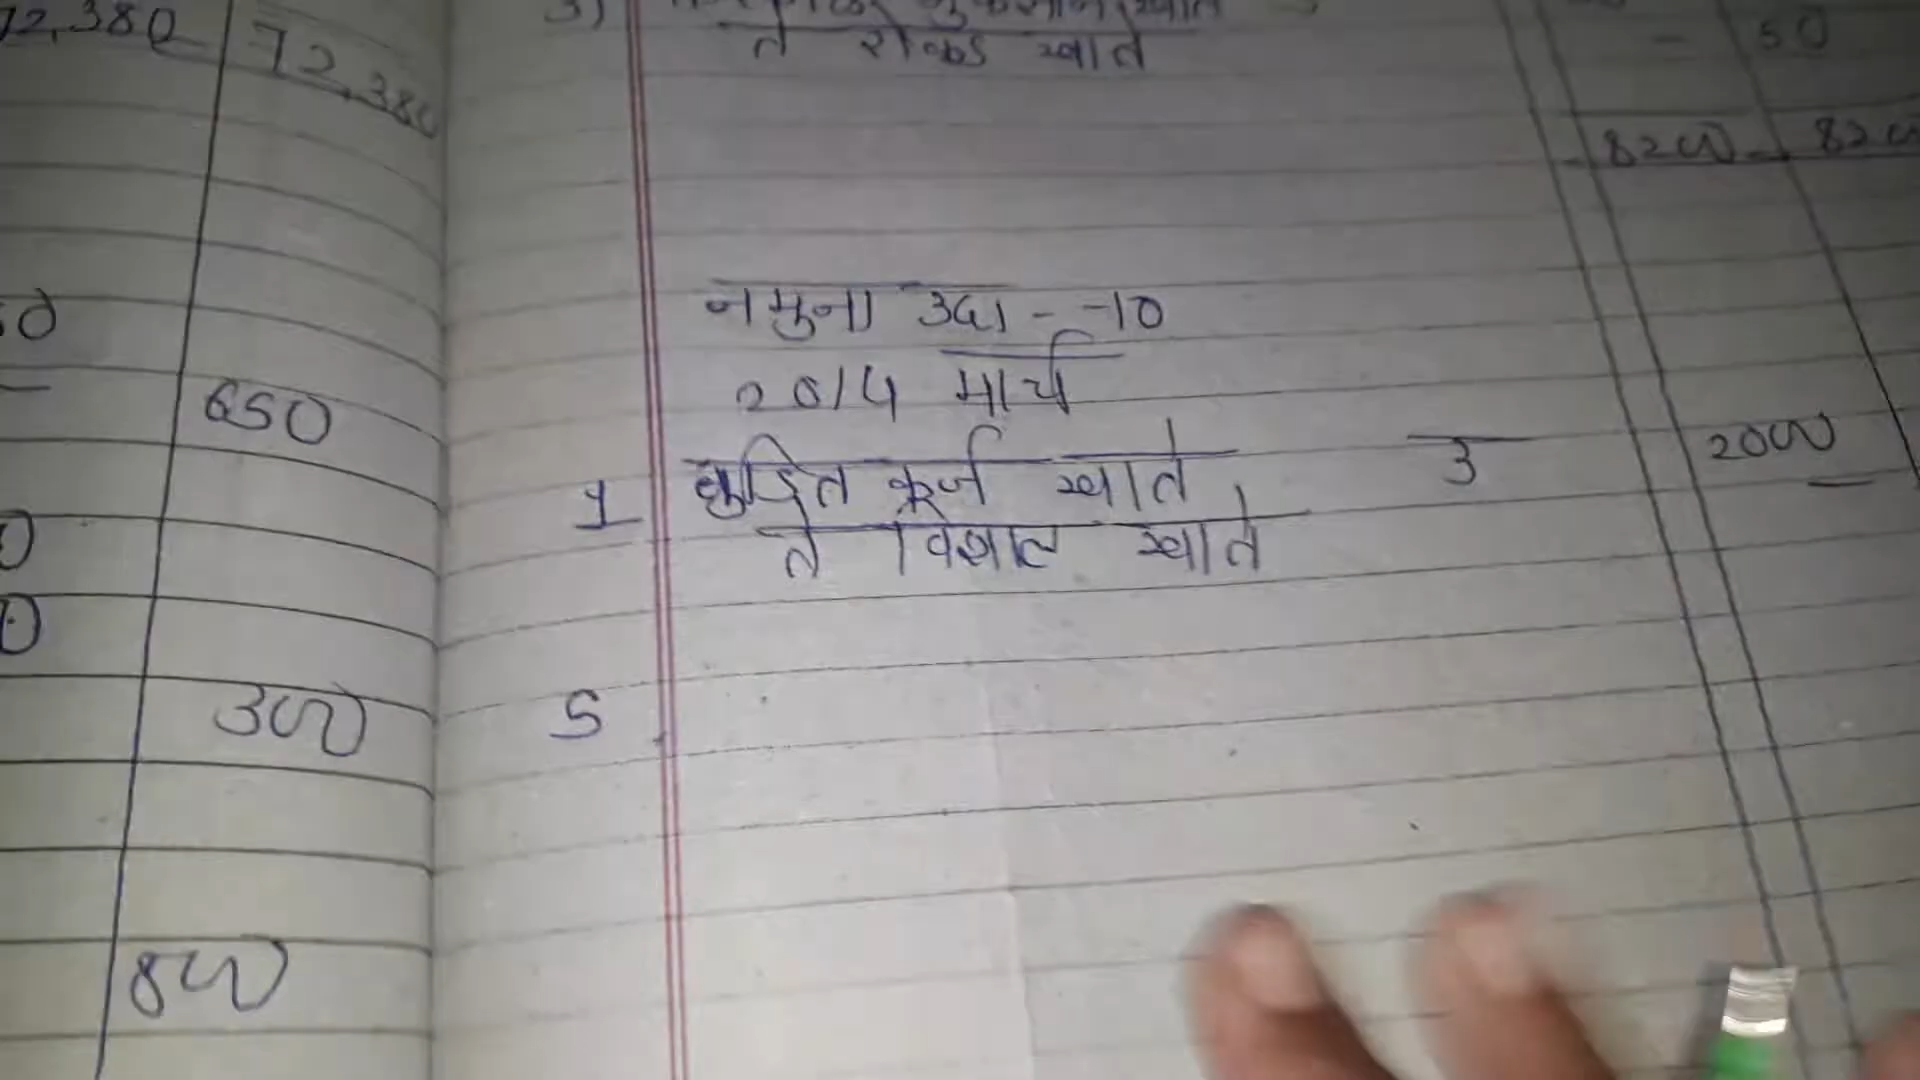 72,380 72,380
650
300
800
3) नुकसान खाते
ते रोकड खाते
- 50
8200 8200
नमुना उदा - -10
2014 मार्च
1 बुडित कर्ज खाते उ 2000
ते विशाल खाते
5